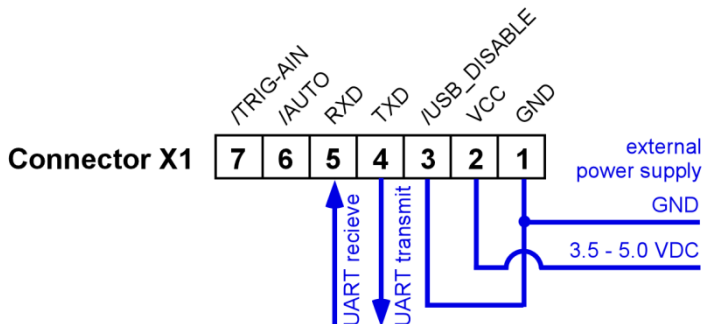 /TRIG-AIN
/AUTO
RXD
TXD
/USB_DISABLE
VCC
GND
Connector X1
7 6 5 4 3 2 1
external
power supply
GND
3.5 - 5.0 VDC
UART recieve
UART transmit